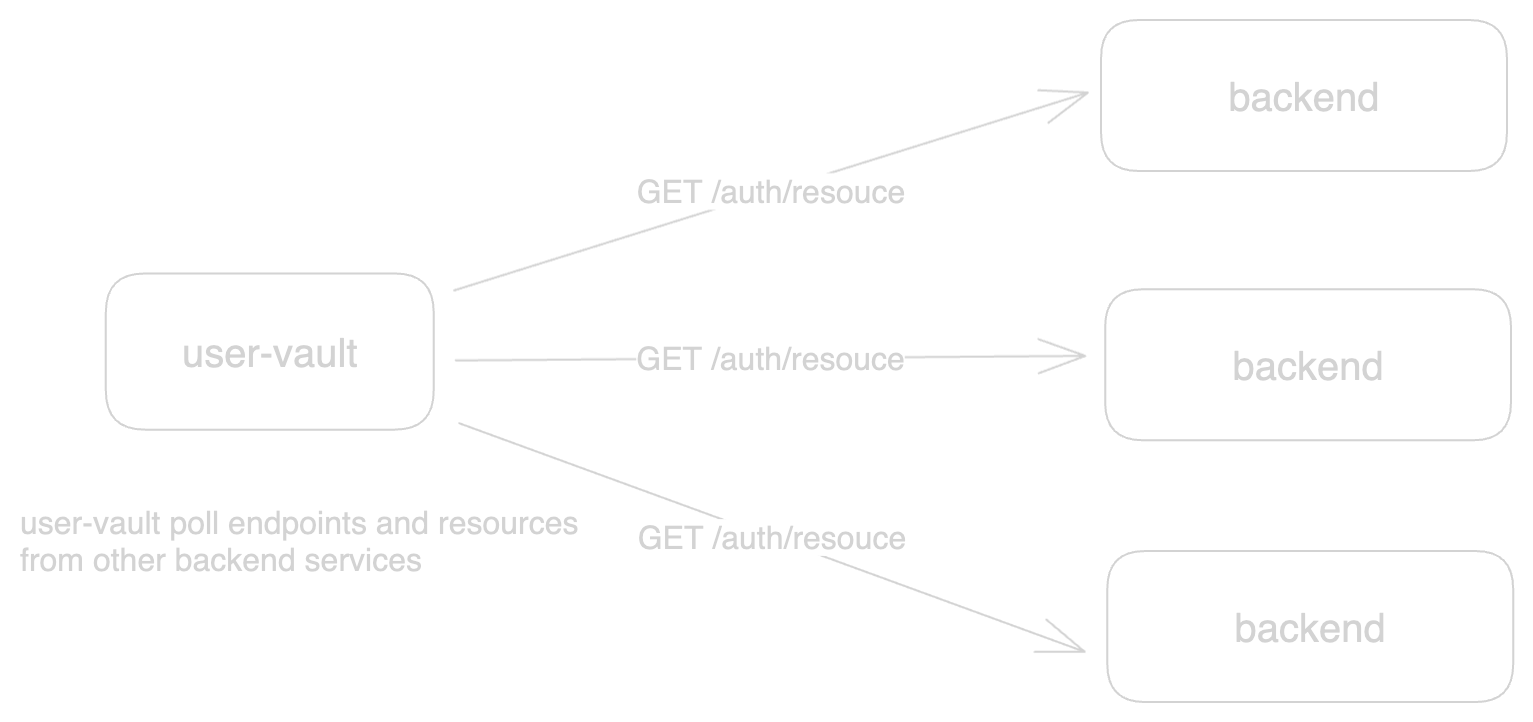 backend
GET /auth/resouce
user-vault
GET /auth/resouce
backend
user-vault poll endpoints and resources
from other backend services
GET /auth/resouce
backend